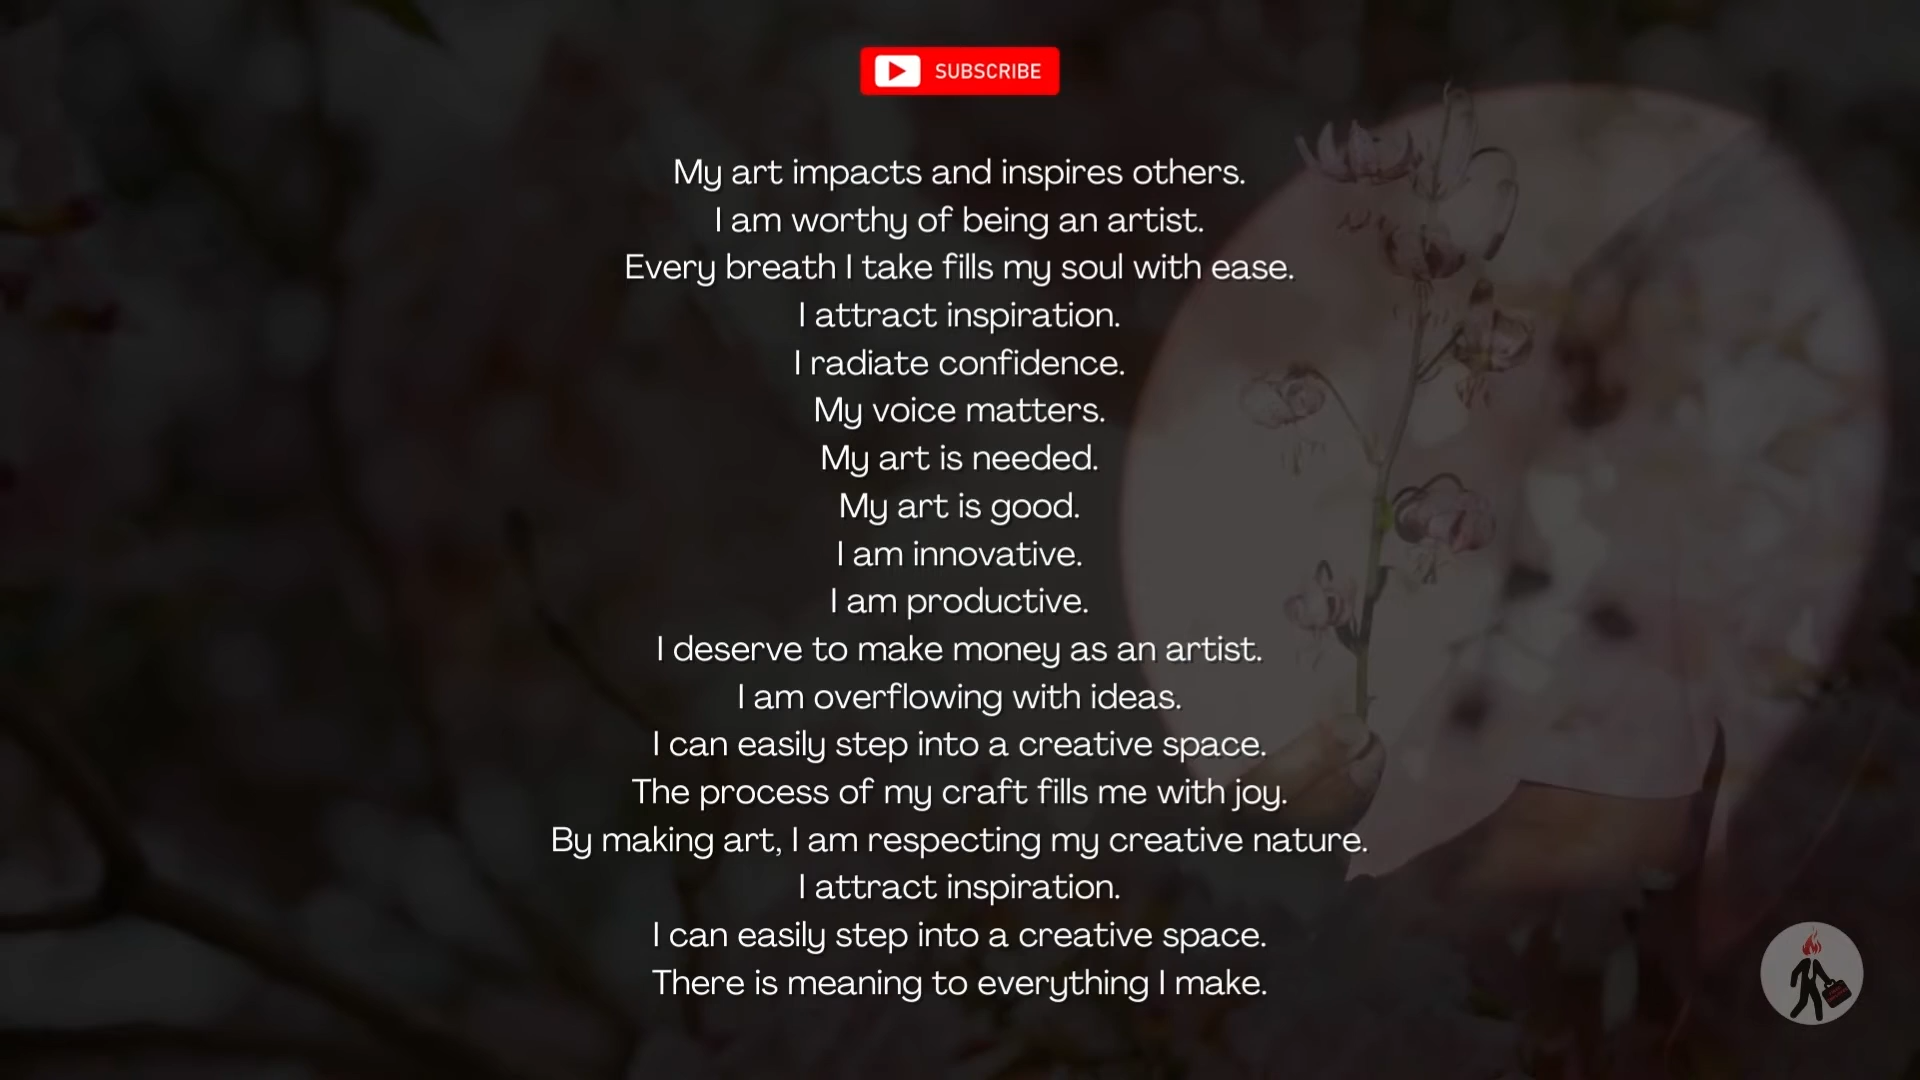 SUBSCRIBE
My art impacts and inspires others.
I am worthy of being an artist.
Every breath I take fills my soul with ease.
I attract inspiration.
I radiate confidence.
My voice matters.
My art is needed.
My art is good.
I am innovative.
I am productive.
I deserve to make money as an artist.
I am overflowing with ideas.
I can easily step into a creative space.
The process of my craft fills me with joy.
By making art, I am respecting my creative nature.
I attract inspiration.
I can easily step into a creative space.
There is meaning to everything I make.